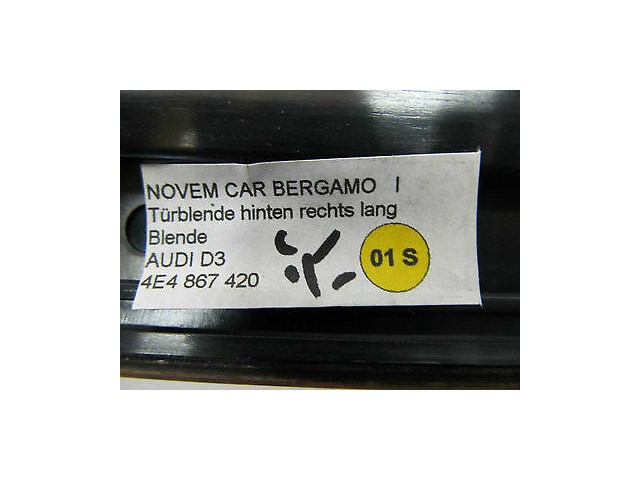 NOVEM CAR BERGAMO I
Türblende hinten rechts lang
Blende
AUDI D3
4E4 867 420
01 S